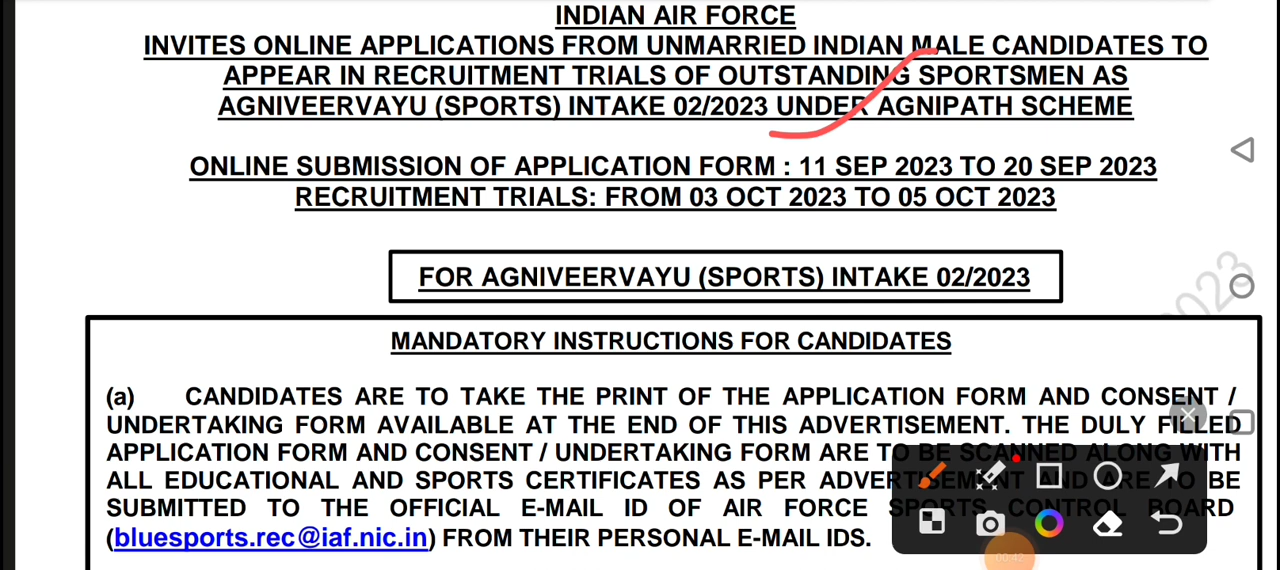 INDIAN AIR FORCE
INVITES ONLINE APPLICATIONS FROM UNMARRIED INDIAN MALE CANDIDATES TO
APPEAR IN RECRUITMENT TRIALS OF OUTSTANDING SPORTSMEN AS
AGNIVEERVAYU (SPORTS) INTAKE 02/2023 UNDER AGNIPATH SCHEME
ONLINE SUBMISSION OF APPLICATION FORM : 11 SEP 2023 TO 20 SEP 2023
RECRUITMENT TRIALS: FROM 03 OCT 2023 TO 05 OCT 2023
FOR AGNIVEERVAYU (SPORTS) INTAKE 02/2023
MANDATORY INSTRUCTIONS FOR CANDIDATES
(a) CANDIDATES ARE TO TAKE THE PRINT OF THE APPLICATION FORM AND CONSENT /
UNDERTAKING FORM AVAILABLE AT THE END OF THIS ADVERTISEMENT. THE DULY FILLED
APPLICATION FORM AND CONSENT / UNDERTAKING FORM ARE TO BE SCANNED ALONG WITH
ALL EDUCATIONAL AND SPORTS CERTIFICATES AS PER ADVERTISEMENT AND ARE TO BE
SUBMITTED TO THE OFFICIAL E-MAIL ID OF AIR FORCE SPORTS CONTROL BOARD
(bluesports.rec@iaf.nic.in) FROM THEIR PERSONAL E-MAIL IDS.
00:42